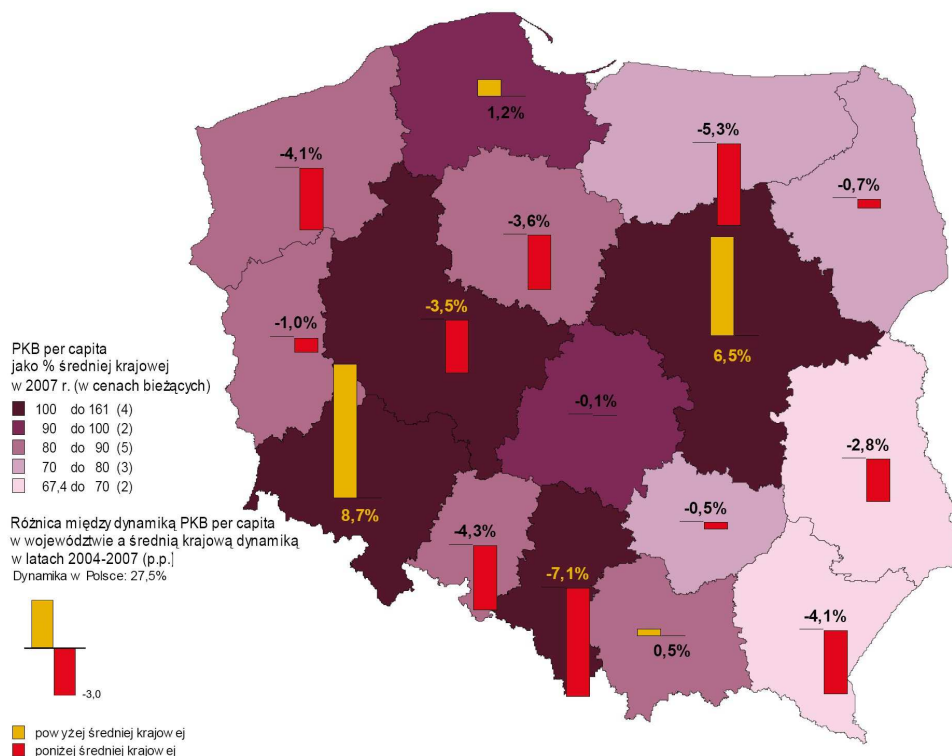 1,2%
-5,3%
-4,1%
-0,7%
-3,6%
-3,5%
-1,0%
6,5%
-0,1%
-2,8%
8,7%
-0,5%
-4,3%
-7,1%
-4,1%
0,5%
PKB per capita
jako % średniej krajowej
w 2007 r. (w cenach bieżących)
100 do 161 (4)
90 do 100 (2)
80 do 90 (5)
70 do 80 (3)
67,4 do 70 (2)
Różnica między dynamiką PKB per capita
w województwie a średnią krajową dynamiką
w latach 2004-2007 (p.p.)
Dynamika w Polsce: 27,5%
-3,0
powyżej średniej krajowej
poniżej średniej krajowej